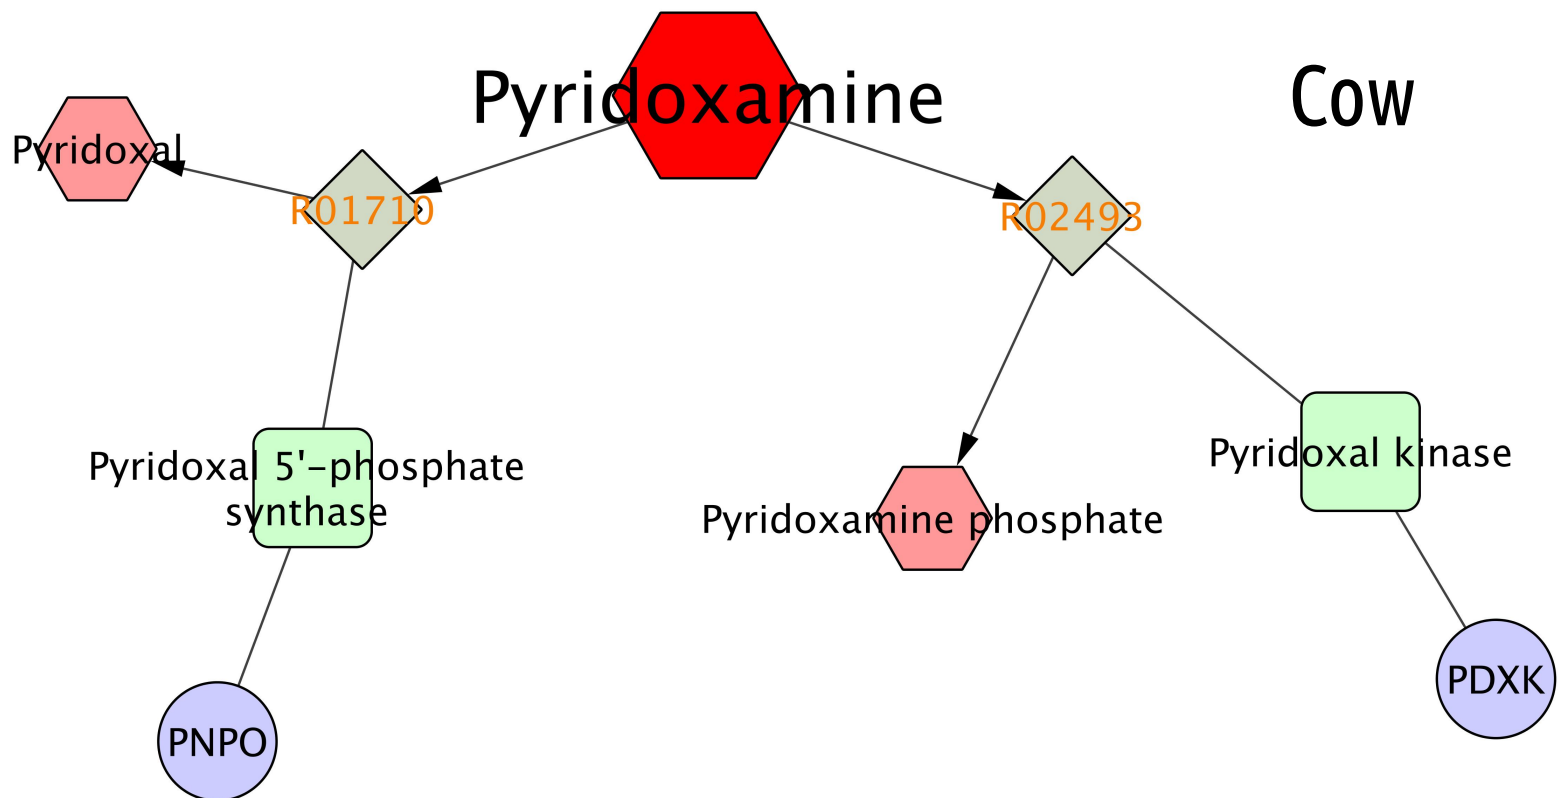 Pyridoxamine
Cow
Pyridoxal
R01710
R02493
Pyridoxal 5'-phosphate
synthase
Pyridoxal kinase
Pyridoxamine phosphate
PDXK
PNPO